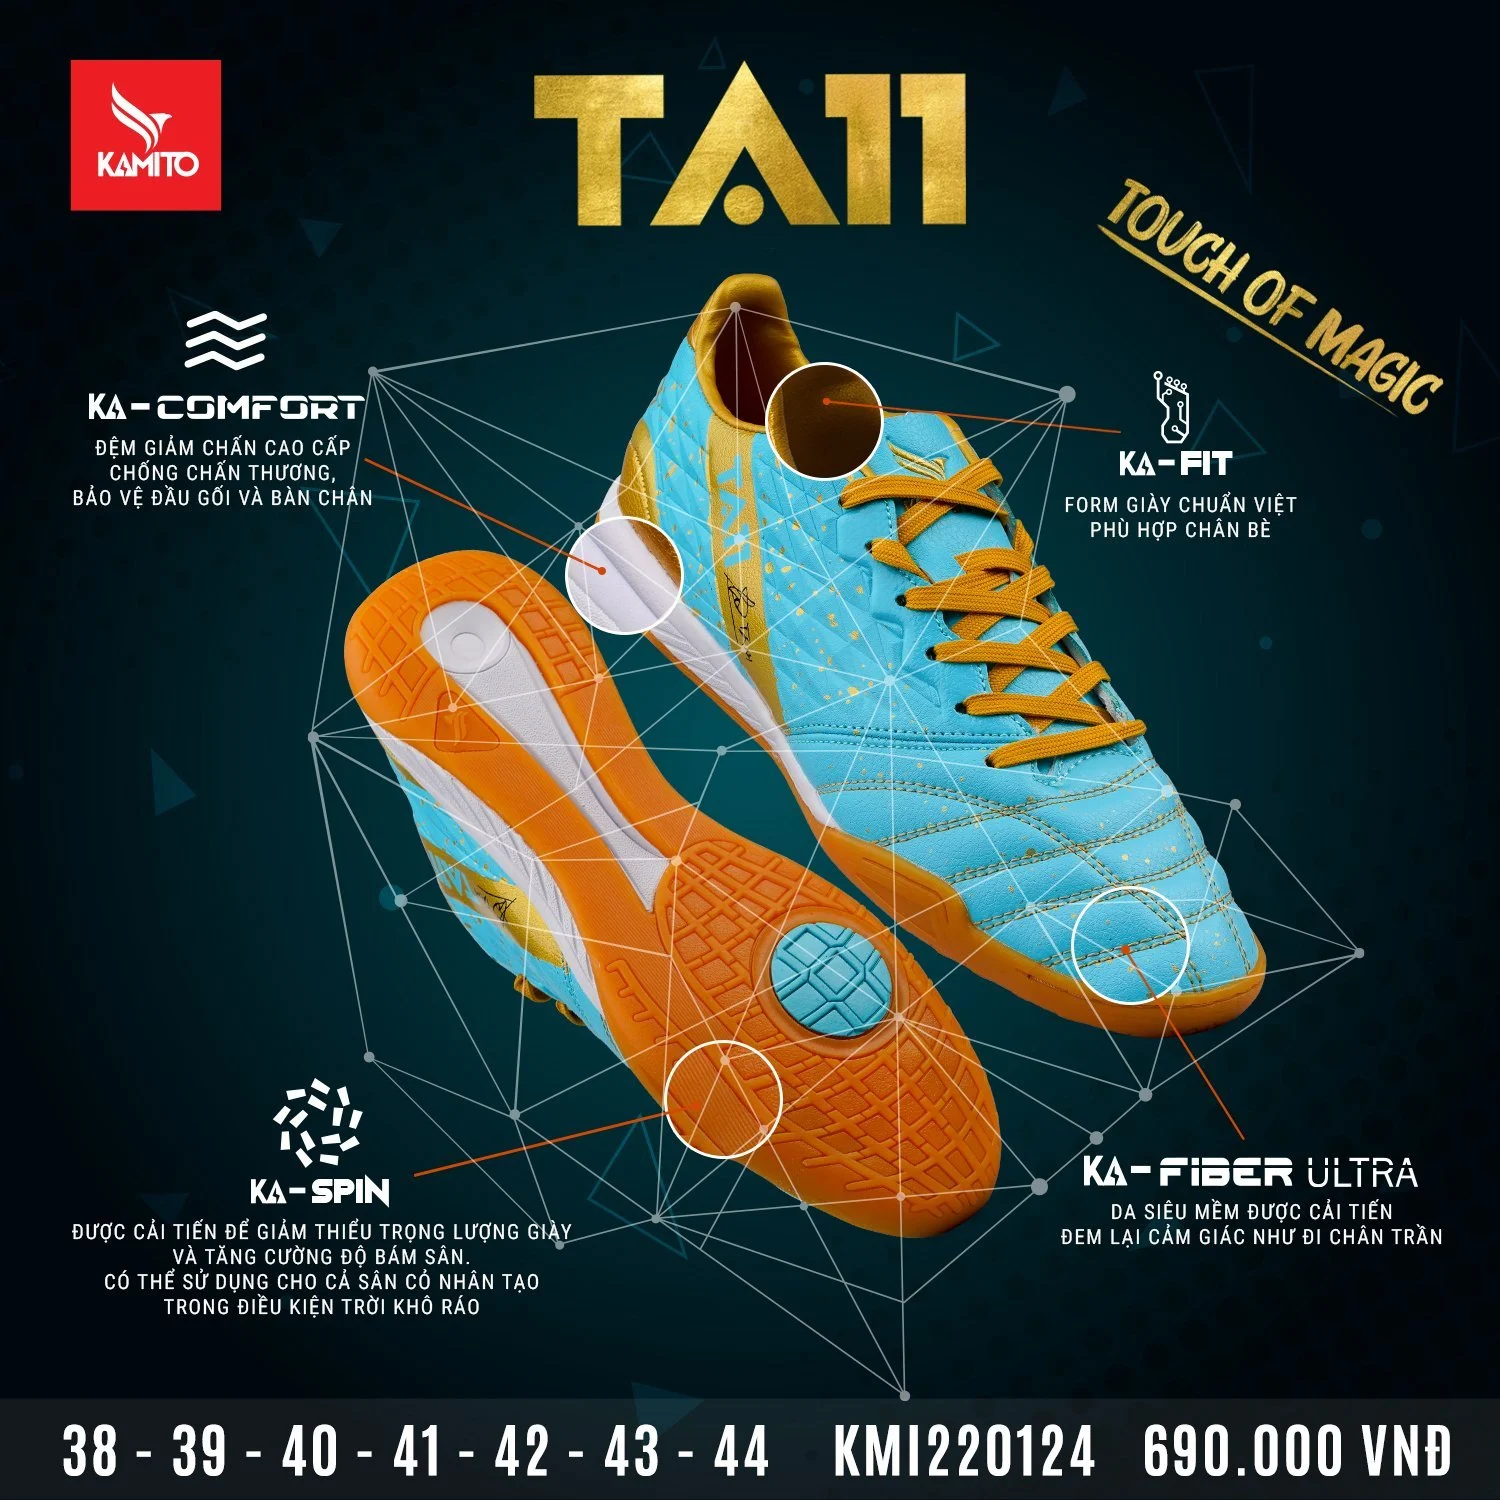 KAMITO
TA11
TOUCH OF MAGIC
KA-COMFORT
ĐỆM GIẢM CHẤN CAO CẤP
CHỐNG CHẤN THƯƠNG,
BẢO VỆ ĐẦU GỐI VÀ BÀN CHÂN
KA-FIT
FORM GIÀY CHUẨN VIỆT
PHÙ HỢP CHÂN BÈ
TA11
KA-SPIN
ĐƯỢC CẢI TIẾN ĐỂ GIẢM THIỂU TRỌNG LƯỢNG GIÀY
VÀ TĂNG CƯỜNG ĐỘ BÁM SÂN.
CÓ THỂ SỬ DỤNG CHO CẢ SÂN CỎ NHÂN TẠO
TRONG ĐIỀU KIỆN TRỜI KHÔ RÁO
KA-FIBER ULTRA
DA SIÊU MỀM ĐƯỢC CẢI TIẾN
ĐEM LẠI CẢM GIÁC NHƯ ĐI CHÂN TRẦN
38 - 39 - 40 - 41 - 42 - 43 - 44 KMI220124 690.000 VNĐ